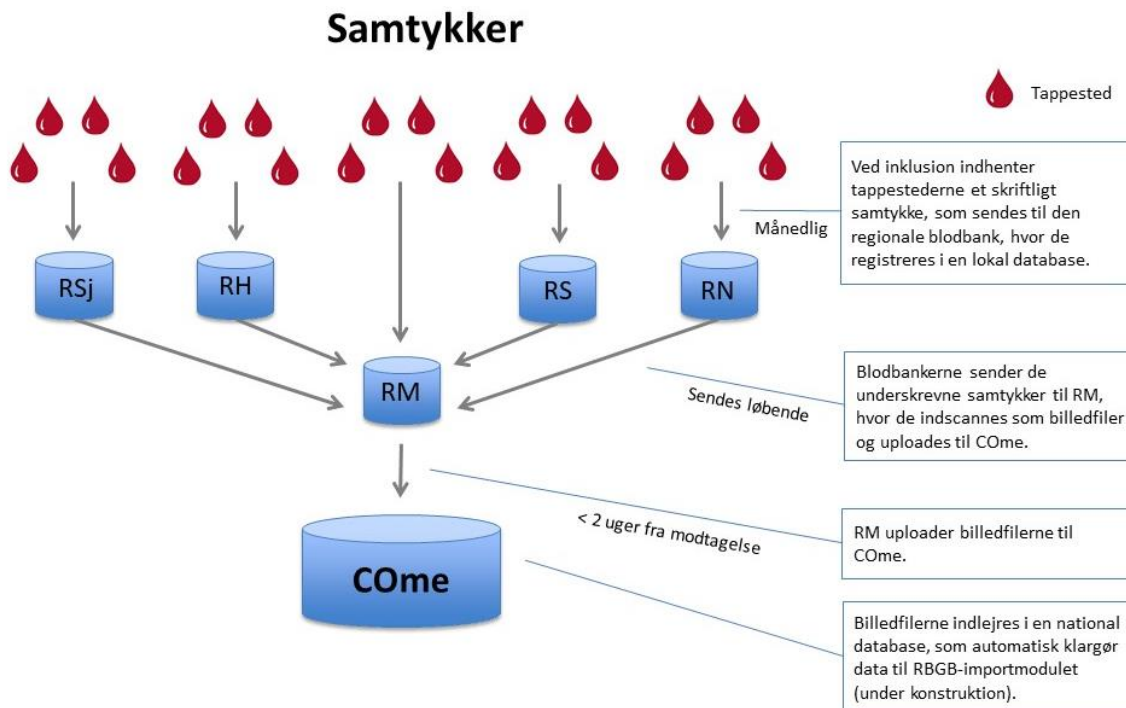 Samtykker
Tappested
Ved inklusion indhenter
tappestederne et skriftligt
samtykke, som sendes til den
regionale blodbank, hvor de
registreres i en lokal database.
Månedlig
RSj
RH
RS
RN
RM
Blodbankerne sender de
underskrevne samtykker til RM,
hvor de indscannes som billedfiler
og uploades til COme.
Sendes løbende
< 2 uger fra modtagelse
RM uploader billedfilerne til
COme.
COme
Billedfilerne indlejres i en national
database, som automatisk klargør
data til RBGB-importmodulet
(under konstruktion).